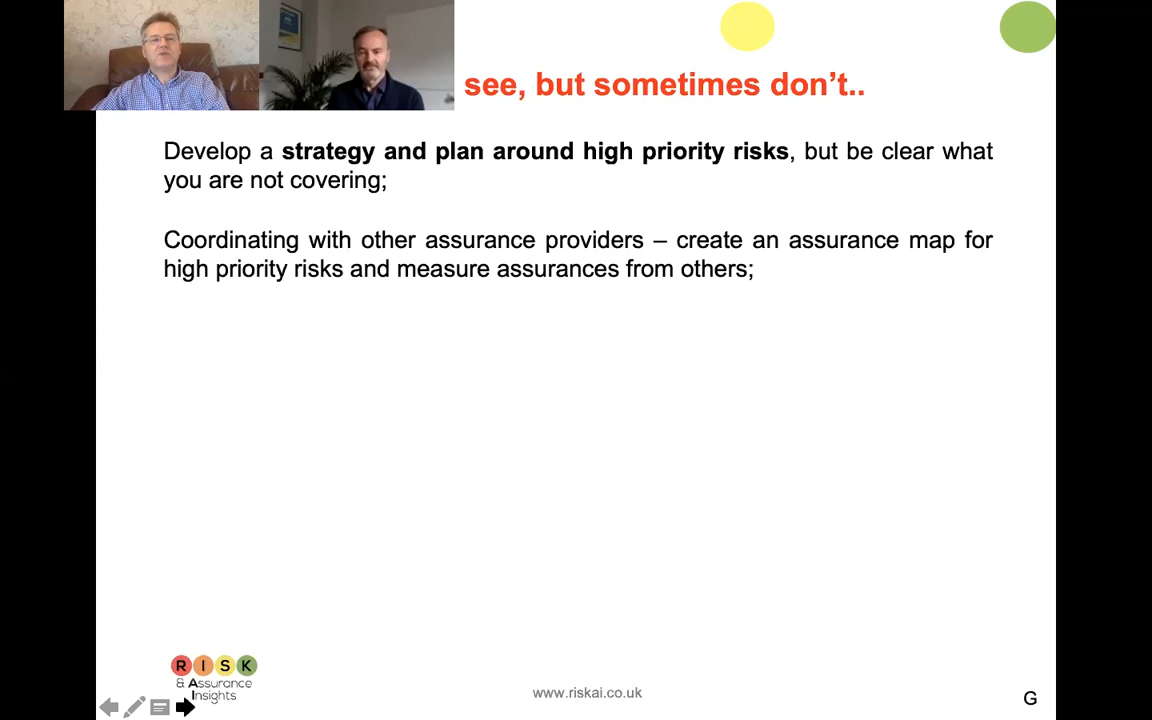 see, but sometimes don’t..
Develop a strategy and plan around high priority risks, but be clear what
you are not covering;
Coordinating with other assurance providers – create an assurance map for
high priority risks and measure assurances from others;
RISK
& Assurance
Insights
www.riskai.co.uk
G